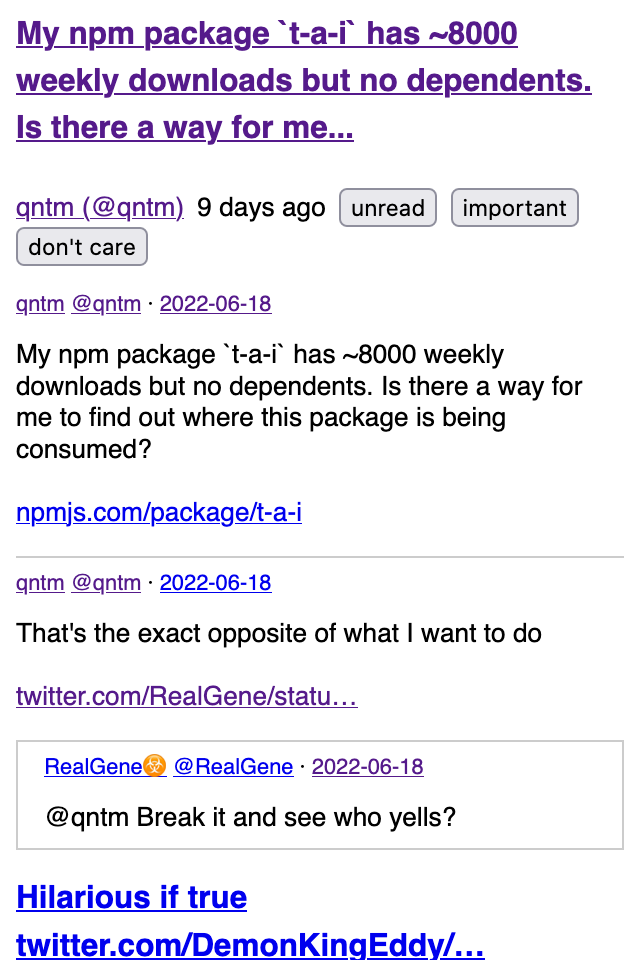 My npm package `t-a-i` has ~8000
weekly downloads but no dependents.
Is there a way for me...
qntm (@qntm) 9 days ago unread important
don't care
qntm @qntm · 2022-06-18
My npm package `t-a-i` has ~8000 weekly
downloads but no dependents. Is there a way for
me to find out where this package is being
consumed?
npmjs.com/package/t-a-i
qntm @qntm · 2022-06-18
That's the exact opposite of what I want to do
twitter.com/RealGene/statu…
RealGene☣ @RealGene · 2022-06-18
@qntm Break it and see who yells?
Hilarious if true
twitter.com/DemonKingEddy/…